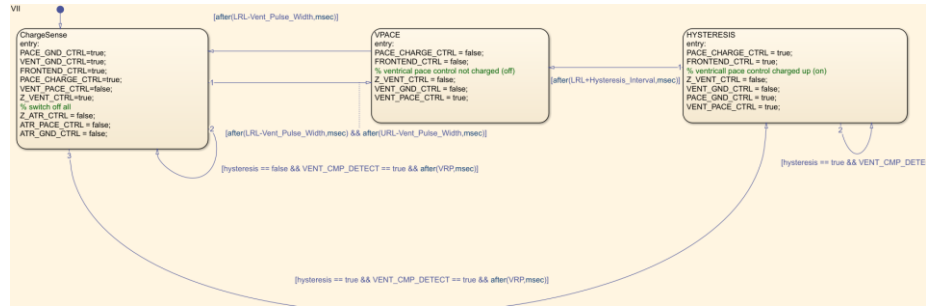 VII
[after(LRL-Vent_Pulse_Width,msec)]
ChargeSense
entry:
PACE_GND_CTRL=true;
VENT_GND_CTRL=true;
FRONTEND_CTRL=true;
PACE_CHARGE_CTRL=true;
VENT_PACE_CTRL=false;
Z_VENT_CTRL=true;
% switch off all
Z_ATR_CTRL = false;
ATR_PACE_CTRL = false;
ATR_GND_CTRL = false;
VPACE
entry:
PACE_CHARGE_CTRL = false;
FRONTEND_CTRL = false;
% ventrical pace control not charged (off)
Z_VENT_CTRL = false;
VENT_GND_CTRL = false;
VENT_PACE_CTRL = true;
HYSTERESIS
entry:
PACE_CHARGE_CTRL = true;
FRONTEND_CTRL = true;
% ventricall pace control charged up (on)
Z_VENT_CTRL = false;
VENT_GND_CTRL = false;
PACE_GND_CTRL = true;
VENT_PACE_CTRL = true;
1
1
[after(LRL+Hysteresis_Interval,msec)]
2
2
3
[after(LRL-Vent_Pulse_Width,msec) && after(URL-Vent_Pulse_Width,msec)]
[hysteresis == false && VENT_CMP_DETECT == true && after(VRP,msec)]
[hysteresis == true && VENT_CMP_DETE
[hysteresis == true && VENT_CMP_DETECT == true && after(VRP,msec)]